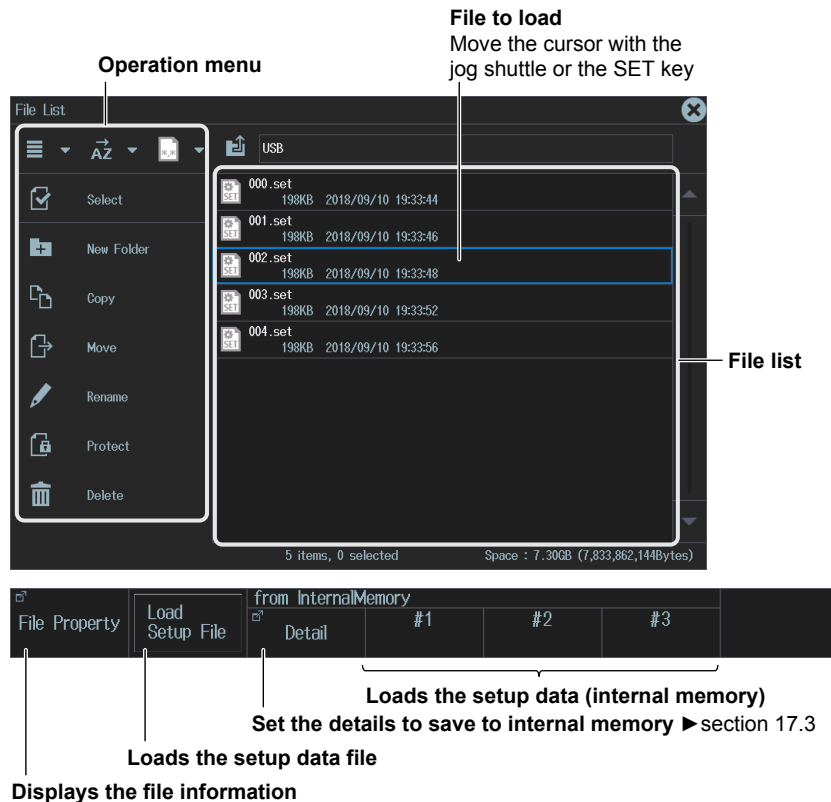 File to load
Move the cursor with the
jog shuttle or the SET key
Operation menu
File List
AZ
*.*
USB
Select
New Folder
Copy
Move
Rename
Protect
Delete
SET
000.set
198KB 2018/09/10 19:33:44
SET
001.set
198KB 2018/09/10 19:33:46
SET
002.set
198KB 2018/09/10 19:33:48
SET
003.set
198KB 2018/09/10 19:33:52
SET
004.set
198KB 2018/09/10 19:33:56
File list
5 items, 0 selected
Space : 7.30GB (7,833,862,144Bytes)
File Property
Load
Setup File
from InternalMemory
Detail
#1
#2
#3
Loads the setup data (internal memory)
Set the details to save to internal memory ►section 17.3
Loads the setup data file
Displays the file information